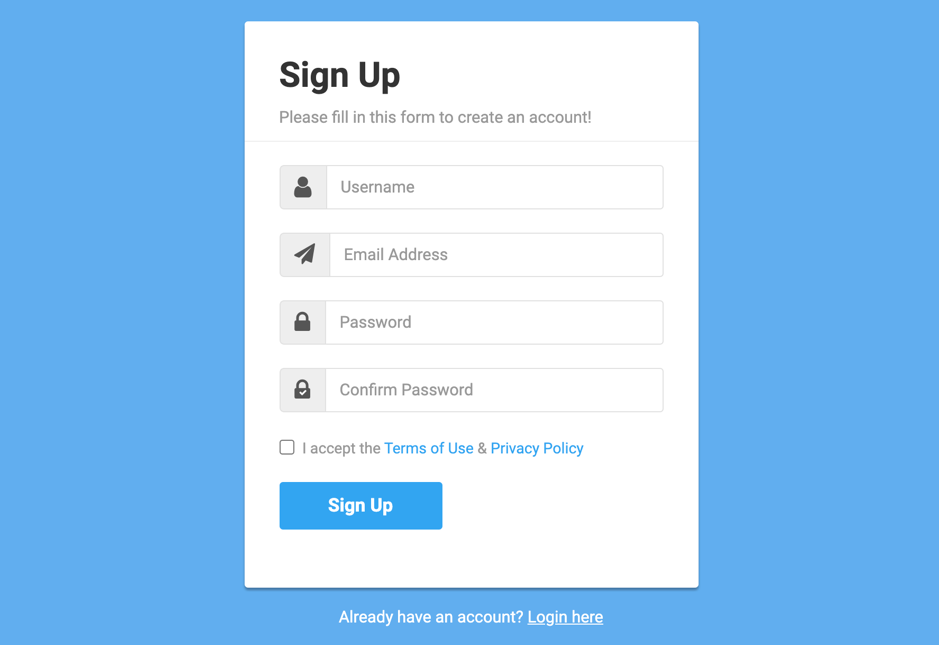 Sign Up
Please fill in this form to create an account!
Username
Email Address
Password
Confirm Password
I accept the Terms of Use & Privacy Policy
Sign Up
Already have an account? Login here